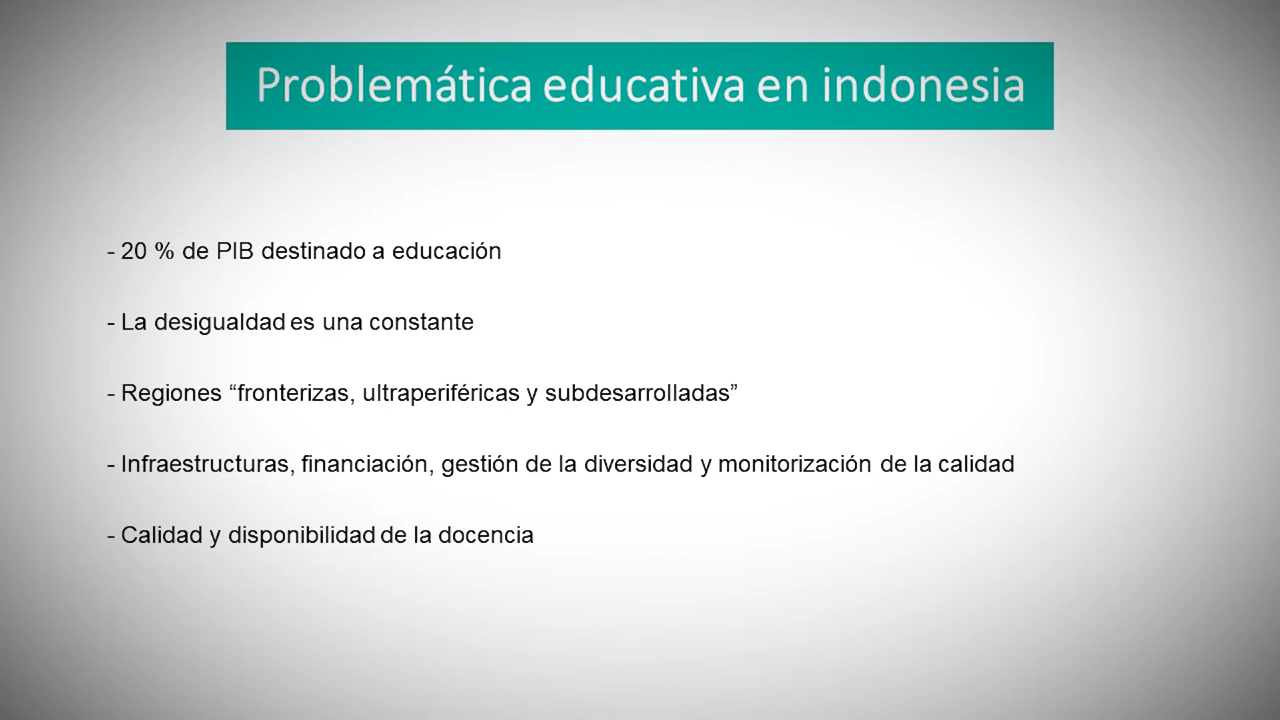 Problemática educativa en indonesia
- 20 % de PIB destinado a educación
- La desigualdad es una constante
- Regiones “fronterizas, ultraperiféricas y subdesarrolladas”
- Infraestructuras, financiación, gestión de la diversidad y monitorización de la calidad
- Calidad y disponibilidad de la docencia